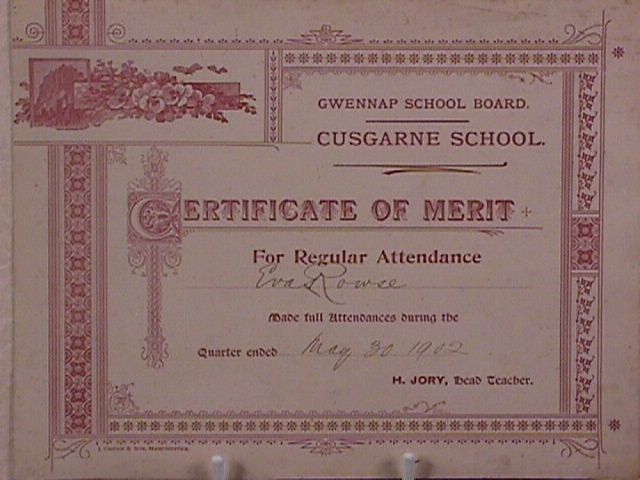 GWENNAP SCHOOL BOARD.
CUSGARNE SCHOOL.
CERTIFICATE OF MERIT
For Regular Attendance
Eva Rowse
Made full Attendances during the
Quarter ended May 30 1902
H. JORY, Head Teacher.
MANCHESTER.